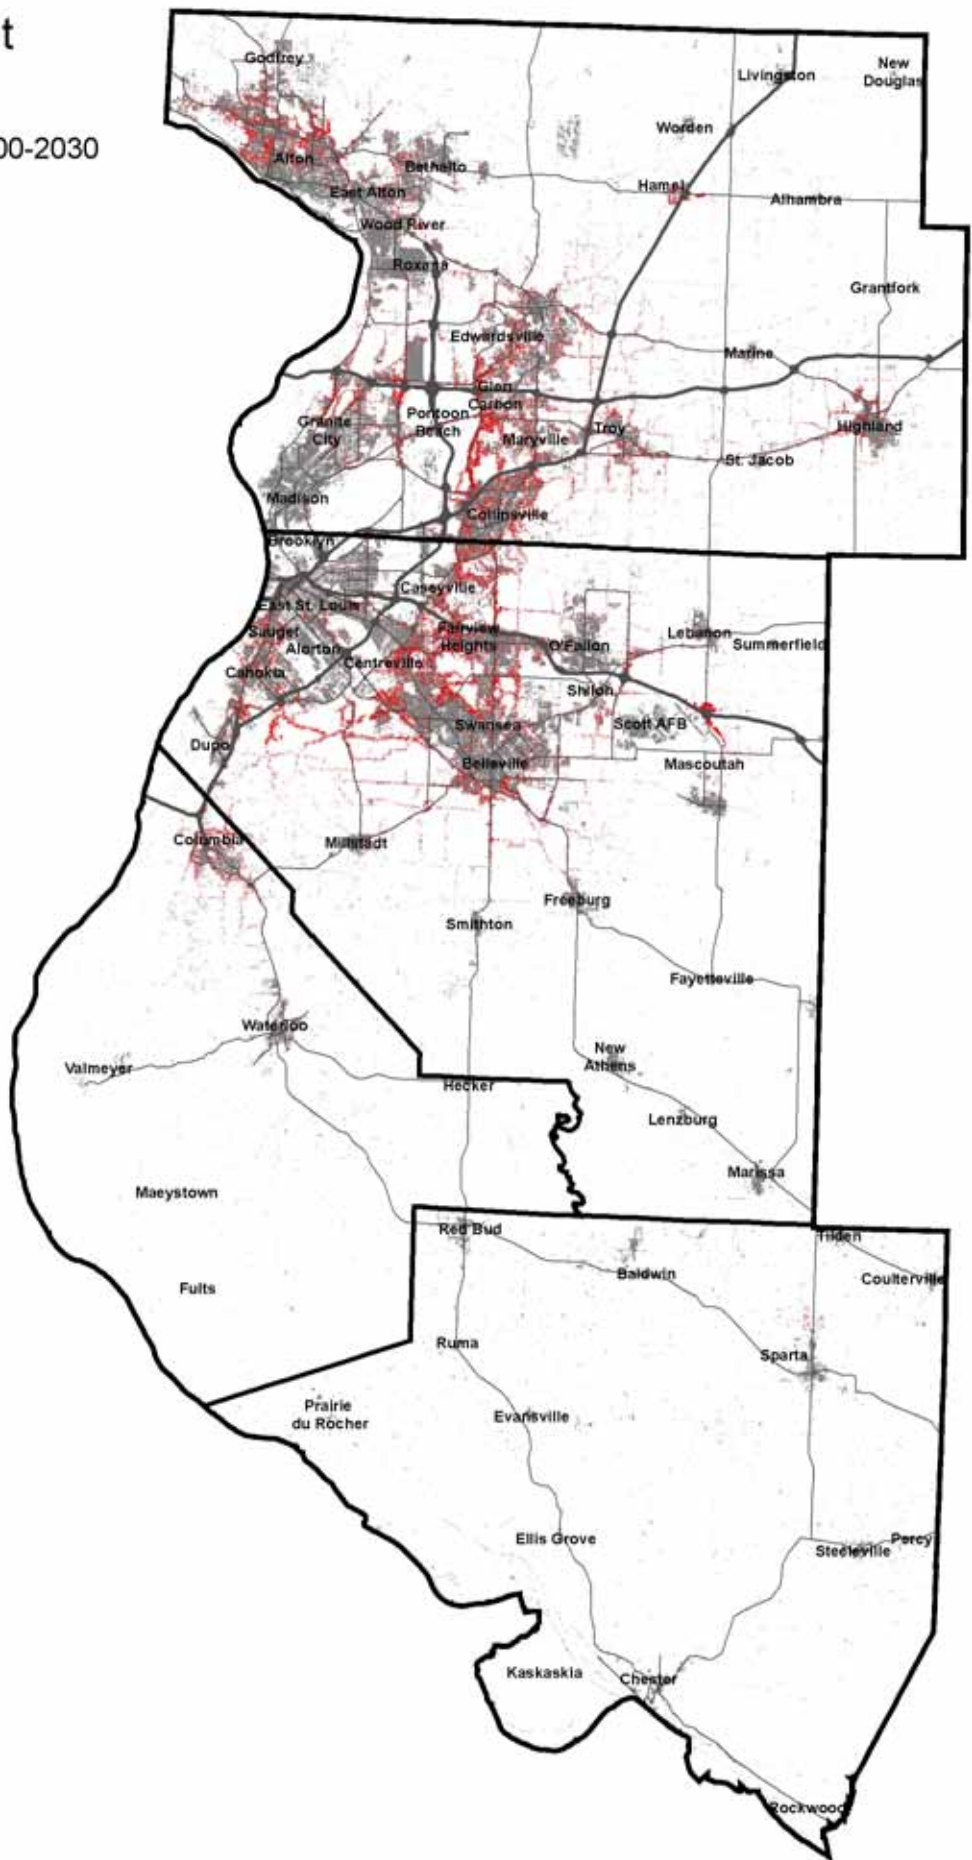 t
00-2030
Godfrey
Livingston
New
Douglas
Worden
Alton
Bethalto
East Alton
Hamel
Alhambra
Wood River
Roxana
Grantfork
Edwardsville
Marine
Glen
Carbon
Pontoon
Beach
Granite
City
Maryville
Troy
Highland
St. Jacob
Madison
Collinsville
Brooklyn
Caseyville
East St. Louis
Sauget
Alorton
Fairview
Heights
O'Fallon
Lebanon
Summerfield
Centreville
Cahokia
Shiloh
Swansea
Scott AFB
Dupo
Belleville
Mascoutah
Columbia
Millstadt
Freeburg
Smithton
Fayetteville
Waterloo
New
Athens
Valmeyer
Hecker
Lenzburg
Marissa
Maeystown
Red Bud
Tilden
Baldwin
Coulterville
Fults
Ruma
Sparta
Prairie
du Rocher
Evansville
Ellis Grove
Steeleville
Percy
Kaskaskia
Chester
Rockwood